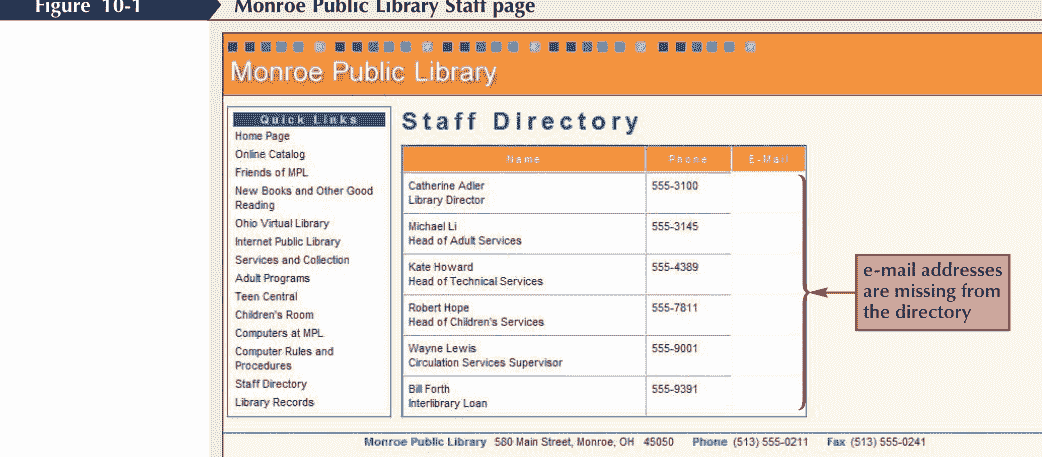 Figure 10-1
Monroe Public Library Staff page
Monroe Public Library
Quick Links
Home Page
Online Catalog
Friends of MPL
New Books and Other Good
Reading
Ohio Virtual Library
Internet Public Library
Services and Collection
Adult Programs
Teen Central
Children's Room
Computers at MPL
Computer Rules and
Procedures
Staff Directory
Library Records
Staff Directory
Name Phone E-Mail
Catherine Adler 555-3100
Library Director
Michael Li 555-3145
Head of Adult Services
Kate Howard 555-4389
Head of Technical Services
Robert Hope 555-7811
Head of Children's Services
Wayne Lewis 555-9001
Circulation Services Supervisor
Bill Forth 555-9391
Interlibrary Loan
e-mail addresses
are missing from
the directory
Monroe Public Library 580 Main Street, Monroe, OH 45050 Phone (513) 555-0211 Fax (513) 555-0241